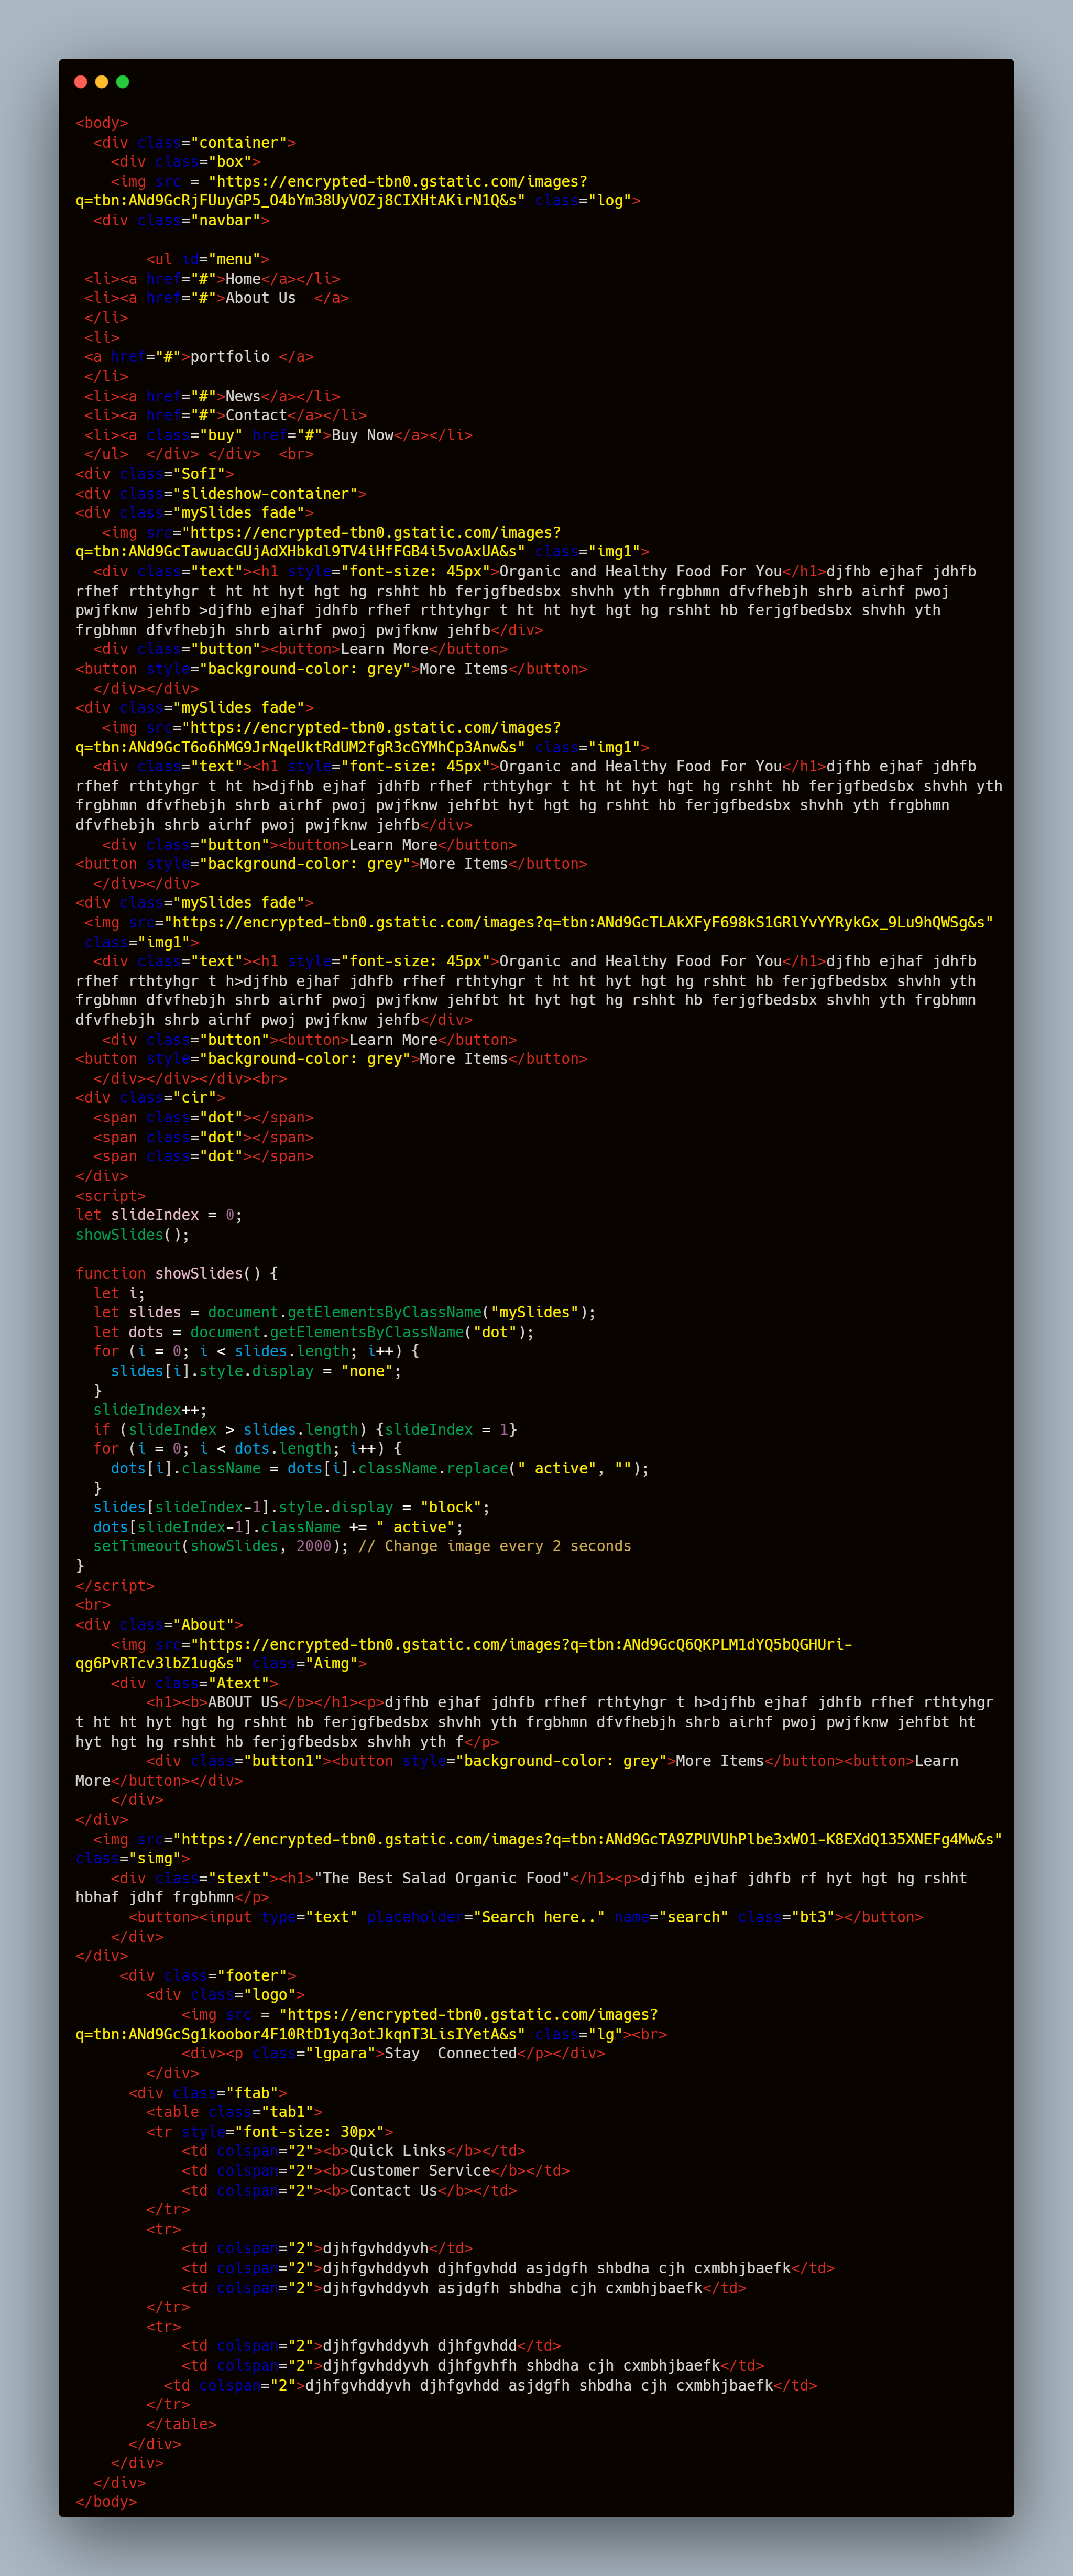 <body>
  <div class="container">
    <div class="box">
    <img src = "https://encrypted-tbn0.gstatic.com/images?
q=tbn:ANd9GcRjFUuyGP5_O4bYm38UyVOZj8CIXHtAKirN1Q&s" class="log">
  <div class="navbar">

        <ul id="menu">
 <li><a href="#">Home</a></li>
 <li><a href="#">About Us  </a>
 </li>
 <li>
 <a href="#">portfolio </a>
 </li>
 <li><a href="#">News</a></li>
 <li><a href="#">Contact</a></li>
 <li><a class="buy" href="#">Buy Now</a></li>
 </ul>  </div> </div>  <br>
<div class="SofI">
<div class="slideshow-container">
<div class="mySlides fade">
   <img src="https://encrypted-tbn0.gstatic.com/images?
q=tbn:ANd9GcTawuacGUjAdXHbkdl9TV4iHfFGB4i5voAxUA&s" class="img1">
  <div class="text"><h1 style="font-size: 45px">Organic and Healthy Food For You</h1>djfhb ejhaf jdhfb
rfhef rthtyhgr t ht ht hyt hgt hg rshht hb ferjgfbedsbx shvhh yth frgbhmn dfvfhebjh shrb airhf pwoj
pwjfknw jehfb >djfhb ejhaf jdhfb rfhef rthtyhgr t ht ht hyt hgt hg rshht hb ferjgfbedsbx shvhh yth
frgbhmn dfvfhebjh shrb airhf pwoj pwjfknw jehfb</div>
  <div class="button"><button>Learn More</button>
<button style="background-color: grey">More Items</button>
  </div></div>
<div class="mySlides fade">
   <img src="https://encrypted-tbn0.gstatic.com/images?
q=tbn:ANd9GcT6o6hMG9JrNqeUktRdUM2fgR3cGYMhCp3Anw&s" class="img1">
  <div class="text"><h1 style="font-size: 45px">Organic and Healthy Food For You</h1>djfhb ejhaf jdhfb
rfhef rthtyhgr t ht h>djfhb ejhaf jdhfb rfhef rthtyhgr t ht ht hyt hgt hg rshht hb ferjgfbedsbx shvhh yth
frgbhmn dfvfhebjh shrb airhf pwoj pwjfknw jehfbt hyt hgt hg rshht hb ferjgfbedsbx shvhh yth frgbhmn
dfvfhebjh shrb airhf pwoj pwjfknw jehfb</div>
   <div class="button"><button>Learn More</button>
<button style="background-color: grey">More Items</button>
  </div></div>
<div class="mySlides fade">
 <img src="https://encrypted-tbn0.gstatic.com/images?q=tbn:ANd9GcTLAkXFyF698kS1GRlYvYYRykGx_9Lu9hQWSg&s"
 class="img1">
  <div class="text"><h1 style="font-size: 45px">Organic and Healthy Food For You</h1>djfhb ejhaf jdhfb
rfhef rthtyhgr t h>djfhb ejhaf jdhfb rfhef rthtyhgr t ht ht hyt hgt hg rshht hb ferjgfbedsbx shvhh yth
frgbhmn dfvfhebjh shrb airhf pwoj pwjfknw jehfbt ht hyt hgt hg rshht hb ferjgfbedsbx shvhh yth frgbhmn
dfvfhebjh shrb airhf pwoj pwjfknw jehfb</div>
   <div class="button"><button>Learn More</button>
<button style="background-color: grey">More Items</button>
  </div></div></div><br>
<div class="cir">
  <span class="dot"></span>
  <span class="dot"></span>
  <span class="dot"></span>
</div>
<script>
let slideIndex = 0;
showSlides();

function showSlides() {
  let i;
  let slides = document.getElementsByClassName("mySlides");
  let dots = document.getElementsByClassName("dot");
  for (i = 0; i < slides.length; i++) {
    slides[i].style.display = "none";
  }
  slideIndex++;
  if (slideIndex > slides.length) {slideIndex = 1}
  for (i = 0; i < dots.length; i++) {
    dots[i].className = dots[i].className.replace(" active", "");
  }
  slides[slideIndex-1].style.display = "block";
  dots[slideIndex-1].className += " active";
  setTimeout(showSlides, 2000); // Change image every 2 seconds
}
</script>
<br>
<div class="About">
    <img src="https://encrypted-tbn0.gstatic.com/images?q=tbn:ANd9GcQ6QKPLM1dYQ5bQGHUri-
qg6PvRTcv3lbZ1ug&s" class="Aimg">
    <div class="Atext">
        <h1><b>ABOUT US</b></h1><p>djfhb ejhaf jdhfb rfhef rthtyhgr t h>djfhb ejhaf jdhfb rfhef rthtyhgr
t ht ht hyt hgt hg rshht hb ferjgfbedsbx shvhh yth frgbhmn dfvfhebjh shrb airhf pwoj pwjfknw jehfbt ht
hyt hgt hg rshht hb ferjgfbedsbx shvhh yth f</p>
        <div class="button1"><button style="background-color: grey">More Items</button><button>Learn
More</button></div>
    </div>
</div>
  <img src="https://encrypted-tbn0.gstatic.com/images?q=tbn:ANd9GcTA9ZPUVUhPlbe3xWO1-K8EXdQ135XNEFg4Mw&s"
class="simg">
    <div class="stext"><h1>"The Best Salad Organic Food"</h1><p>djfhb ejhaf jdhfb rf hyt hgt hg rshht
hbhaf jdhf frgbhmn</p>
      <button><input type="text" placeholder="Search here.." name="search" class="bt3"></button>
    </div>
</div>
     <div class="footer">
        <div class="logo">
            <img src = "https://encrypted-tbn0.gstatic.com/images?
q=tbn:ANd9GcSg1koobor4F10RtD1yq3otJkqnT3LisIYetA&s" class="lg"><br>
            <div><p class="lgpara">Stay  Connected</p></div>
        </div>
      <div class="ftab">
        <table class="tab1">
        <tr style="font-size: 30px">
            <td colspan="2"><b>Quick Links</b></td>
            <td colspan="2"><b>Customer Service</b></td>
            <td colspan="2"><b>Contact Us</b></td>
        </tr>
        <tr>
            <td colspan="2">djhfgvhddyvh</td>
            <td colspan="2">djhfgvhddyvh djhfgvhdd asjdgfh shbdha cjh cxmbhjbaefk</td>
            <td colspan="2">djhfgvhddyvh asjdgfh shbdha cjh cxmbhjbaefk</td>
        </tr>
        <tr>
            <td colspan="2">djhfgvhddyvh djhfgvhdd</td>
            <td colspan="2">djhfgvhddyvh djhfgvhfh shbdha cjh cxmbhjbaefk</td>
          <td colspan="2">djhfgvhddyvh djhfgvhdd asjdgfh shbdha cjh cxmbhjbaefk</td>
        </tr>
        </table>
      </div>
    </div>
  </div>
</body>